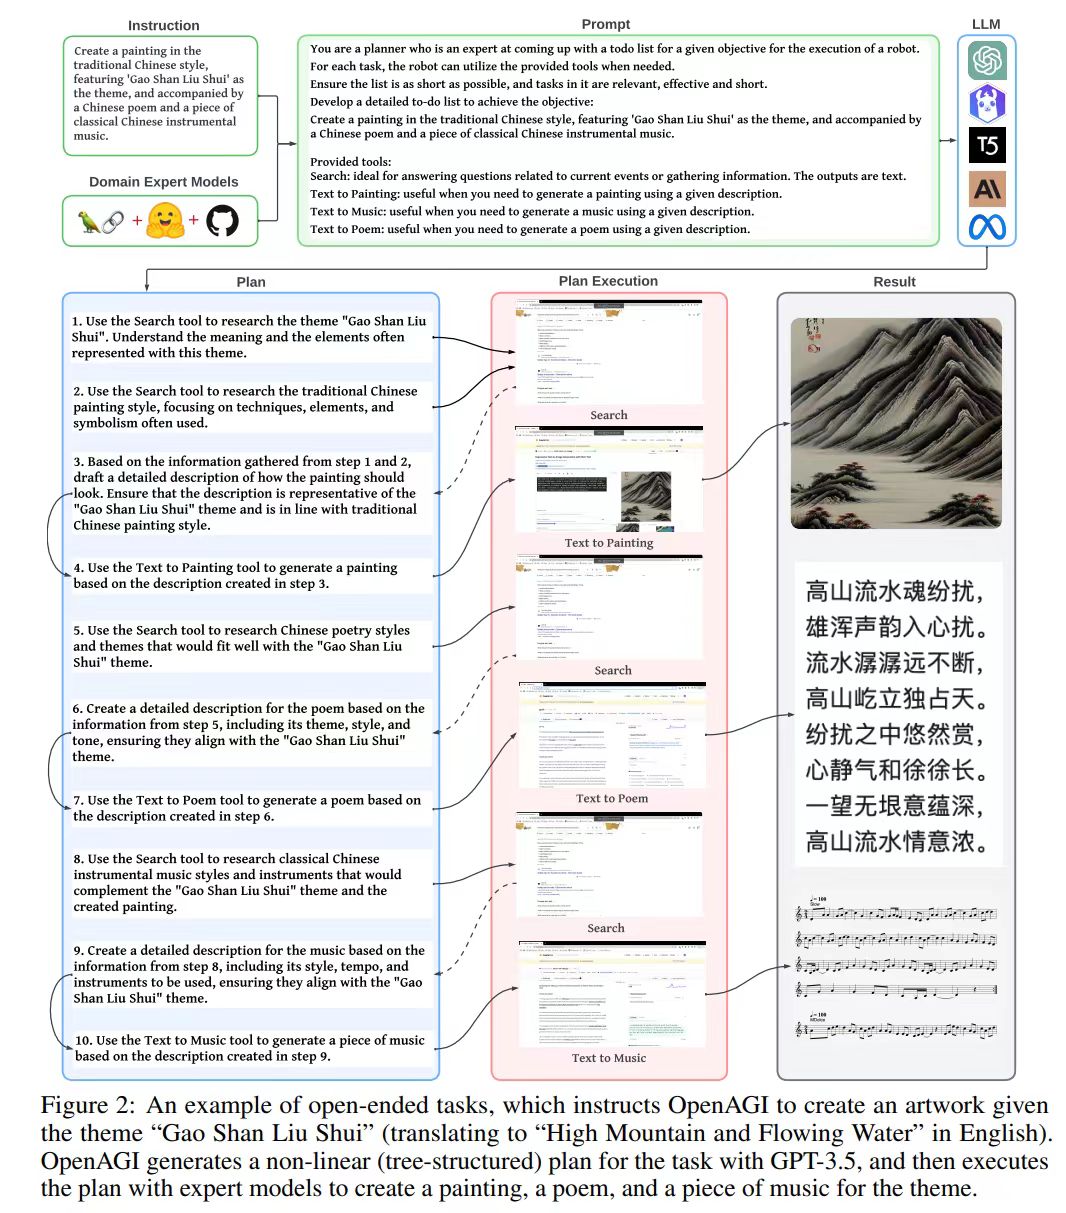 Instruction
Create a painting in the
traditional Chinese style,
featuring 'Gao Shan Liu Shui' as
the theme, and accompanied by
a Chinese poem and a piece of
classical Chinese instrumental
music.
Domain Expert Models
+
+
Prompt
You are a planner who is an expert at coming up with a todo list for a given objective for the execution of a robot.
For each task, the robot can utilize the provided tools when needed.
Ensure the list is as short as possible, and tasks in it are relevant, effective and short.
Develop a detailed to-do list to achieve the objective:
Create a painting in the traditional Chinese style, featuring 'Gao Shan Liu Shui' as the theme, and accompanied by
a Chinese poem and a piece of classical Chinese instrumental music.
Provided tools:
Search: ideal for answering questions related to current events or gathering information. The outputs are text.
Text to Painting: useful when you need to generate a painting using a given description.
Text to Music: useful when you need to generate a music using a given description.
Text to Poem: useful when you need to generate a poem using a given description.
LLM
T5
A\
Plan
1. Use the Search tool to research the theme "Gao Shan Liu
Shui". Understand the meaning and the elements often
represented with this theme.
2. Use the Search tool to research the traditional Chinese
painting style, focusing on techniques, elements, and
symbolism often used.
3. Based on the information gathered from step 1 and 2,
draft a detailed description of how the painting should
look. Ensure that the description is representative of the
"Gao Shan Liu Shui" theme and is in line with traditional
Chinese painting style.
4. Use the Text to Painting tool to generate a painting
based on the description created in step 3.
5. Use the Search tool to research Chinese poetry styles
and themes that would fit well with the "Gao Shan Liu
Shui" theme.
6. Create a detailed description for the poem based on the
information from step 5, including its theme, style, and
tone, ensuring they align with the "Gao Shan Liu Shui"
theme.
7. Use the Text to Poem tool to generate a poem based on
the description created in step 6.
8. Use the Search tool to research classical Chinese
instrumental music styles and instruments that would
complement the "Gao Shan Liu Shui" theme and the
created painting.
9. Create a detailed description for the music based on the
information from step 8, including its style, tempo, and
instruments to be used, ensuring they align with the "Gao
Shan Liu Shui" theme.
10. Use the Text to Music tool to generate a piece of music
based on the description created in step 9.
Plan Execution
Search
Text to Painting
Search
Text to Poem
Search
Text to Music
Result
高山流水魂纷扰，
雄浑声韵入心扰。
流水潺潺远不断，
高山屹立独占天。
纷扰之中悠然赏，
心静气和徐徐长。
一望无垠意蕴深，
高山流水情意浓。
♩= 100
Slow
♩= 100
Figure 2: An example of open-ended tasks, which instructs OpenAGI to create an artwork given
the theme “Gao Shan Liu Shui” (translating to “High Mountain and Flowing Water” in English).
OpenAGI generates a non-linear (tree-structured) plan for the task with GPT-3.5, and then executes
the plan with expert models to create a painting, a poem, and a piece of music for the theme.